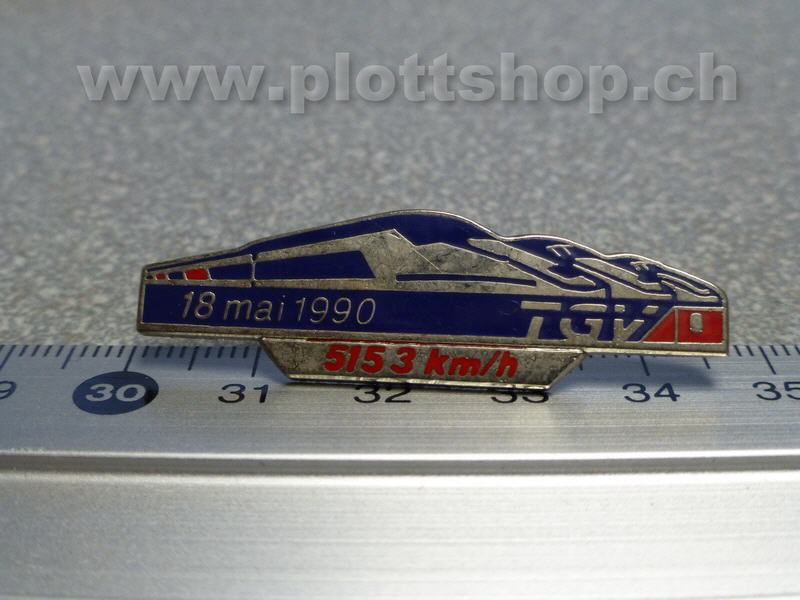 www.plottshop.ch
18 mai 1990
TGV
515 3 km/h
9 30 31 32 33 34 35